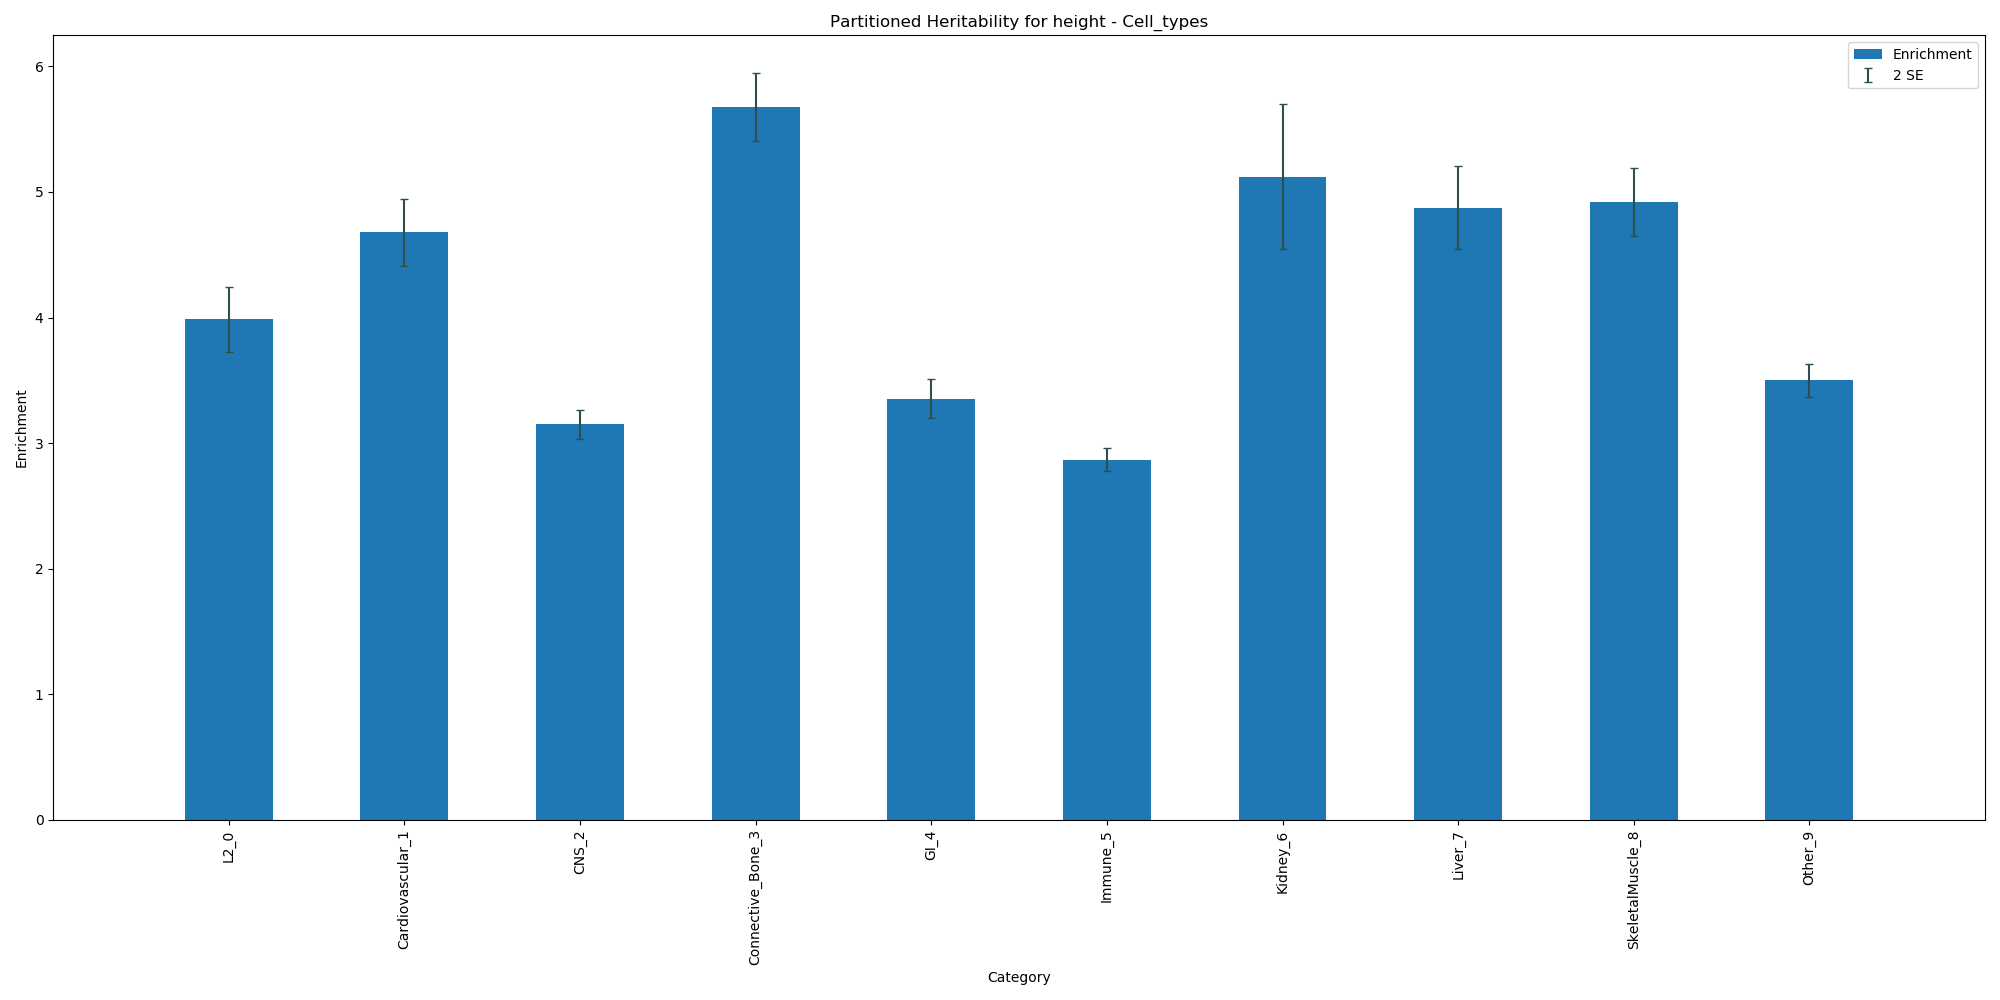 Partitioned Heritability for height - Cell_types
Enrichment
2 SE
6
5
4
3
2
1
0
Enrichment
L2_0
Cardiovascular_1
CNS_2
Connective_Bone_3
GI_4
Immune_5
Kidney_6
Liver_7
SkeletalMuscle_8
Other_9
Category